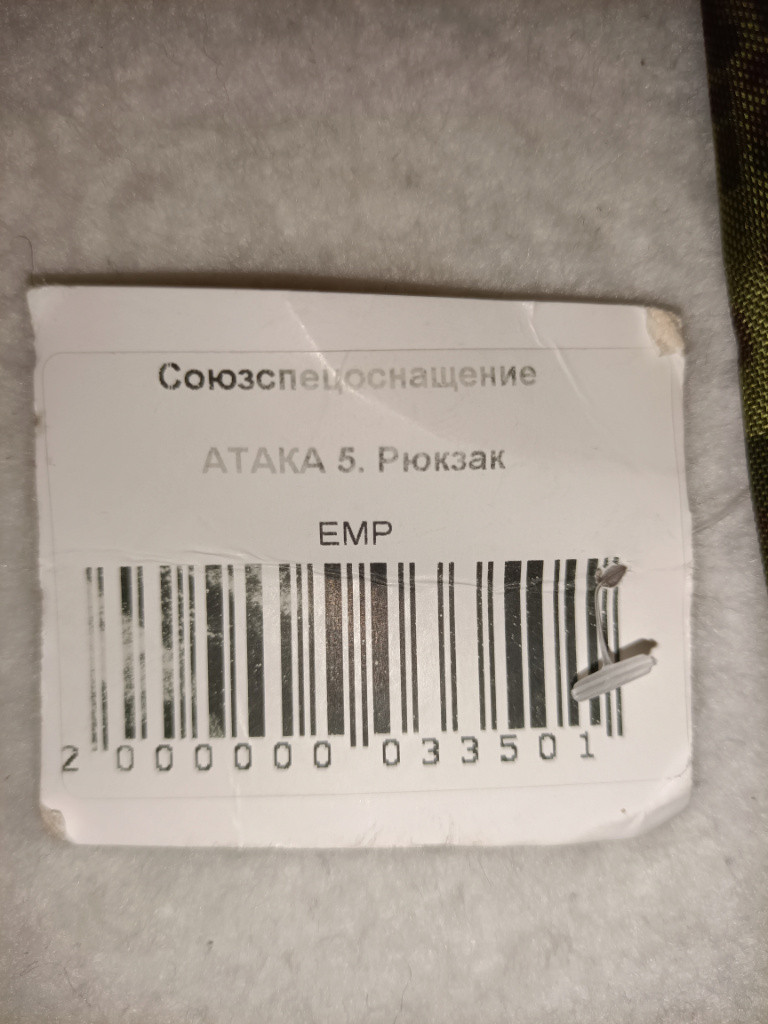 Союзспецоснащение
АТАКА 5. Рюкзак
EMP
2 000000 033501